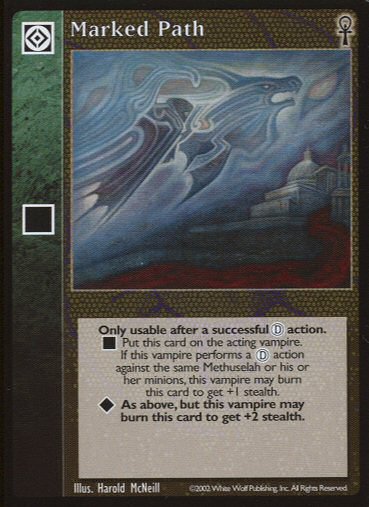 Marked Path
Only usable after a successful Ⓓ action.
Put this card on the acting vampire.
If this vampire performs a Ⓓ action
against the same Methuselah or his or
her minions, this vampire may burn
this card to get +1 stealth.
As above, but this vampire may
burn this card to get +2 stealth.
Illus. Harold McNeill
©2002 White Wolf Publishing, Inc. All Rights Reserved.